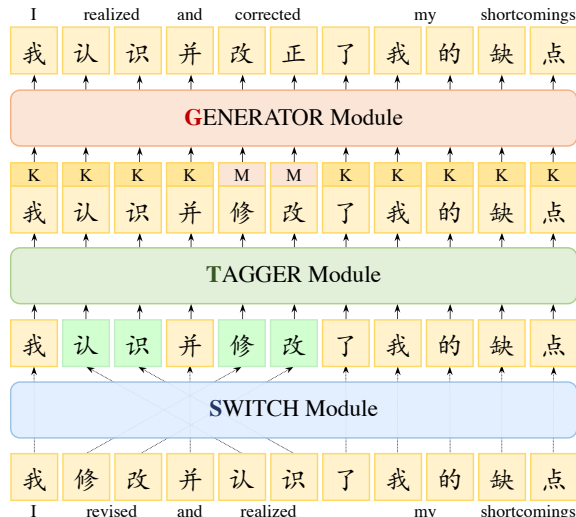 I realized and corrected my shortcomings
我 认 识 并 改 正 了 我 的 缺 点
GENERATOR Module
K K K K M M K K K K K
我 认 识 并 修 改 了 我 的 缺 点
TAGGER Module
我 认 识 并 修 改 了 我 的 缺 点
SWITCH Module
我 修 改 并 认 识 了 我 的 缺 点
I revised and realized my shortcomings